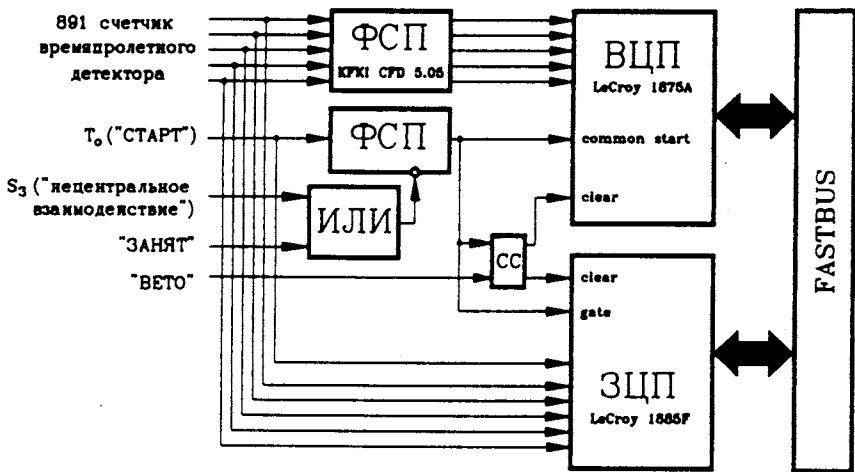 891 счетчик
времяпролетного
детектора
ФСП
KFKI CFD 5.05
ВЦП
LeCroy 1875A
T₀ ("СТАРТ")
ФСП
common start
S₃ ("нецентральное
взаимодействие")
ИЛИ
clear
"ЗАНЯТ"
СС
"ВЕТО"
clear
gate
ЗЦП
LeCroy 1885F
FASTBUS